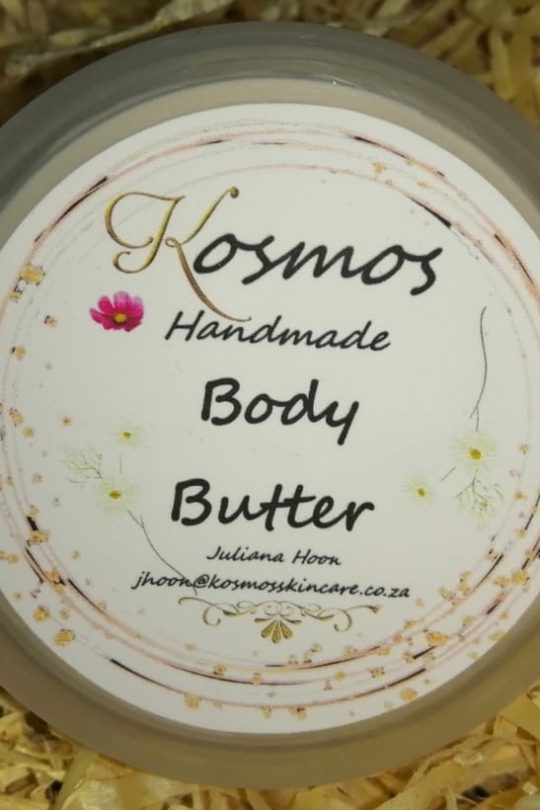 Kosmos
Handmade
Body
Butter
Juliana Hoon
jhoon@kosmosskincare.co.za